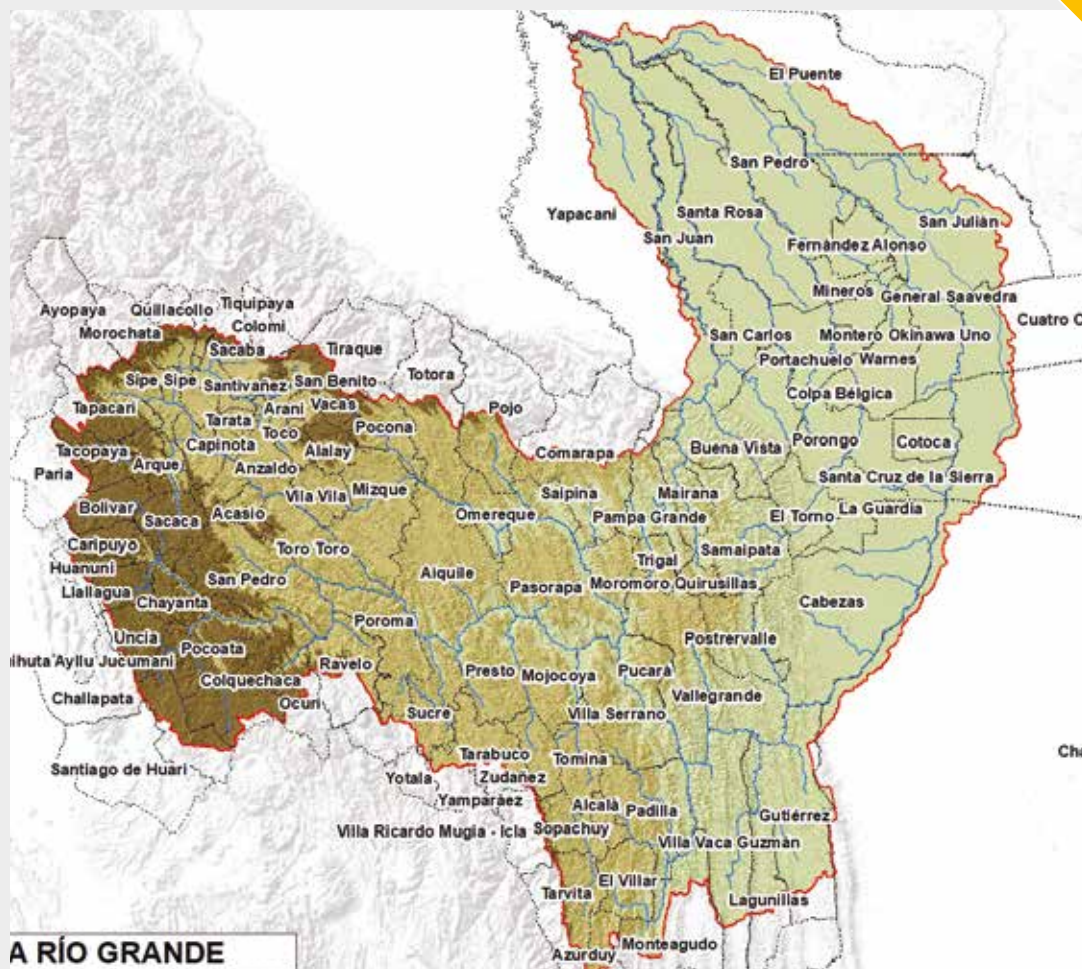 El Puente
San Pedro
Yapacaní
Santa Rosa
San Julián
San Juan
Fernández Alonso
Ayopaya
Quillacollo
Tiquipaya
Mineros
General Saavedra
Morochata
Colomi
Cuatro C
Sacaba
Tiraque
San Carlos
Montero
Okinawa Uno
Totora
Portachuelo
Warnes
Sipe Sipe
Santivañez
San Benito
Colpa Bélgica
Tapacarí
Arani
Vacas
Pojo
Tarata
Toco
Pocona
Capinota
Alalay
Comarapa
Buena Vista
Porongo
Cotoca
Tacopaya
Arque
Anzaldo
Paria
Santa Cruz de la Sierra
Vila Vila
Mizque
Saipina
Mairana
Bolívar
Sacaca
Acasio
Omereque
Pampa Grande
El Torno
La Guardia
Caripuyo
Toro Toro
Trigal
Samaipata
Huanuni
San Pedro
Aiquile
Pasorapa
Moromoro
Quirusillas
Llallagua
Chayanta
Cabezas
Poroma
Uncía
Pocoata
Postrervalle
nihuta
Ayllu Jucumani
Ravelo
Presto
Mojocoya
Pucará
Colquechaca
Vallegrande
Challapata
Ocurí
Sucre
Villa Serrano
Tarabuco
Tomina
Cha
Santiago de Huari
Yotala
Zudañez
Yamparáez
Alcalá
Padilla
Gutiérrez
Villa Ricardo Mugia - Icla
Sopachuy
Villa Vaca Guzmán
El Villar
Tarvita
Lagunillas
Monteagudo
A RÍO GRANDE
Azurduy